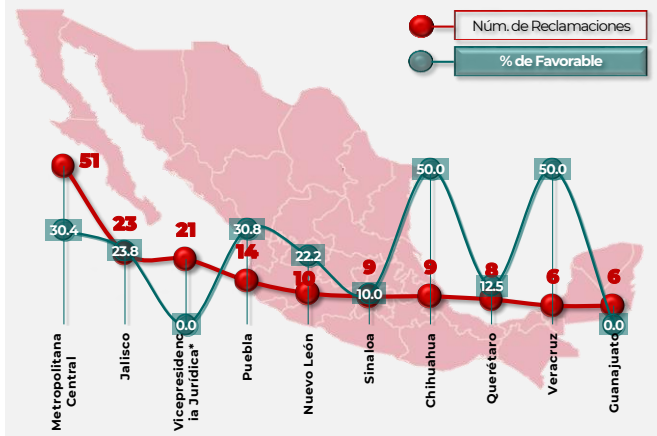 Núm. de Reclamaciones
% de Favorable
51
23
21
14
10
9
9
8
6
6
30.4
23.8
0.0
30.8
22.2
10.0
50.0
12.5
50.0
0.0
Metropolitana
Central
Jalisco
Vicepresidenc
ia Jurídica*
Puebla
Nuevo León
Sinaloa
Chihuahua
Querétaro
Veracruz
Guanajuato